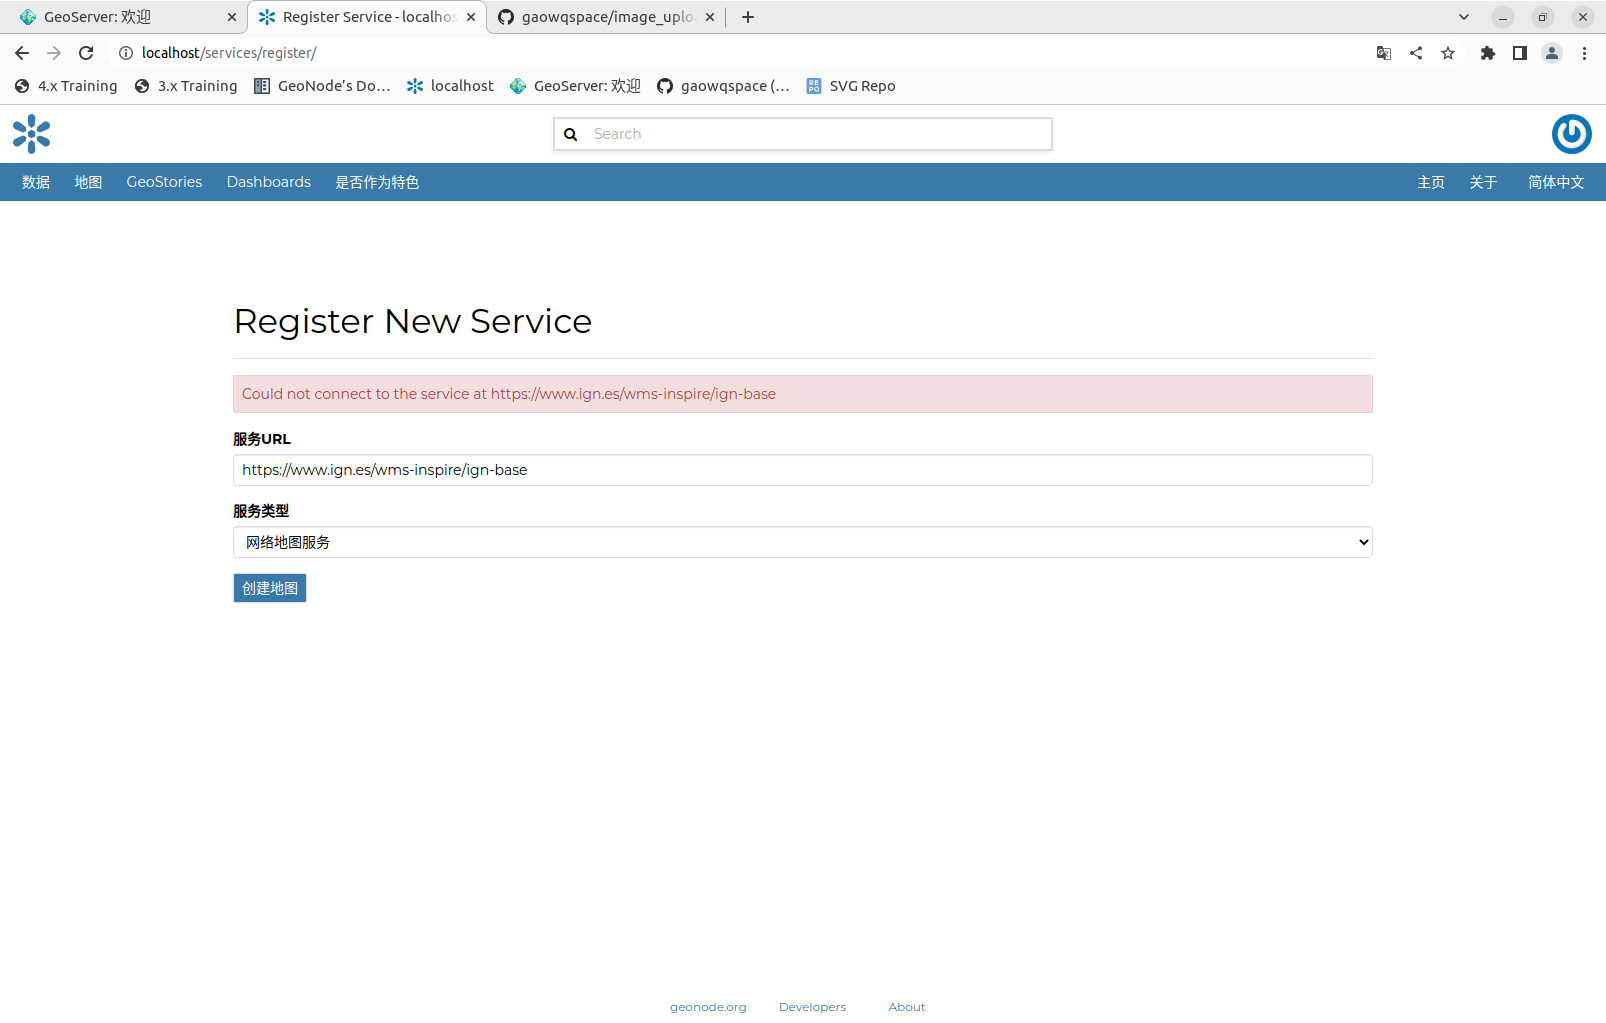 GeoServer: 欢迎
Register Service - localhos
gaowqspace/image_uplo
localhost/services/register/
4.x Training
3.x Training
GeoNode’s Do…
localhost
GeoServer: 欢迎
gaowqspace (…
SVG Repo
Search
数据
地图
GeoStories
Dashboards
是否作为特色
主页
关于
简体中文
Register New Service
Could not connect to the service at https://www.ign.es/wms-inspire/ign-base
服务URL
https://www.ign.es/wms-inspire/ign-base
服务类型
网络地图服务
创建地图
geonode.org
Developers
About